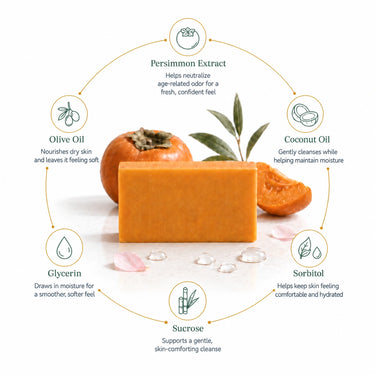 Persimmon Extract
Helps neutralize
age-related odor for a
fresh, confident feel
Olive Oil
Nourishes dry skin
and leaves it feeling soft
Coconut Oil
Gently cleanses while
helping maintain moisture
Glycerin
Draws in moisture for
a smoother, softer feel
Sorbitol
Helps keep skin feeling
comfortable and hydrated
Sucrose
Supports a gentle,
skin-comforting cleanse